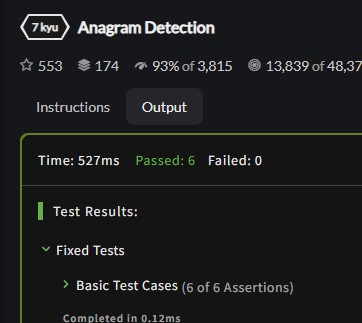 7 kyu Anagram Detection
553 174 93% of 3,815 13,839 of 48,37
Instructions Output
Time: 527ms Passed: 6 Failed: 0
Test Results:
Fixed Tests
Basic Test Cases (6 of 6 Assertions)
Completed in 0.12ms